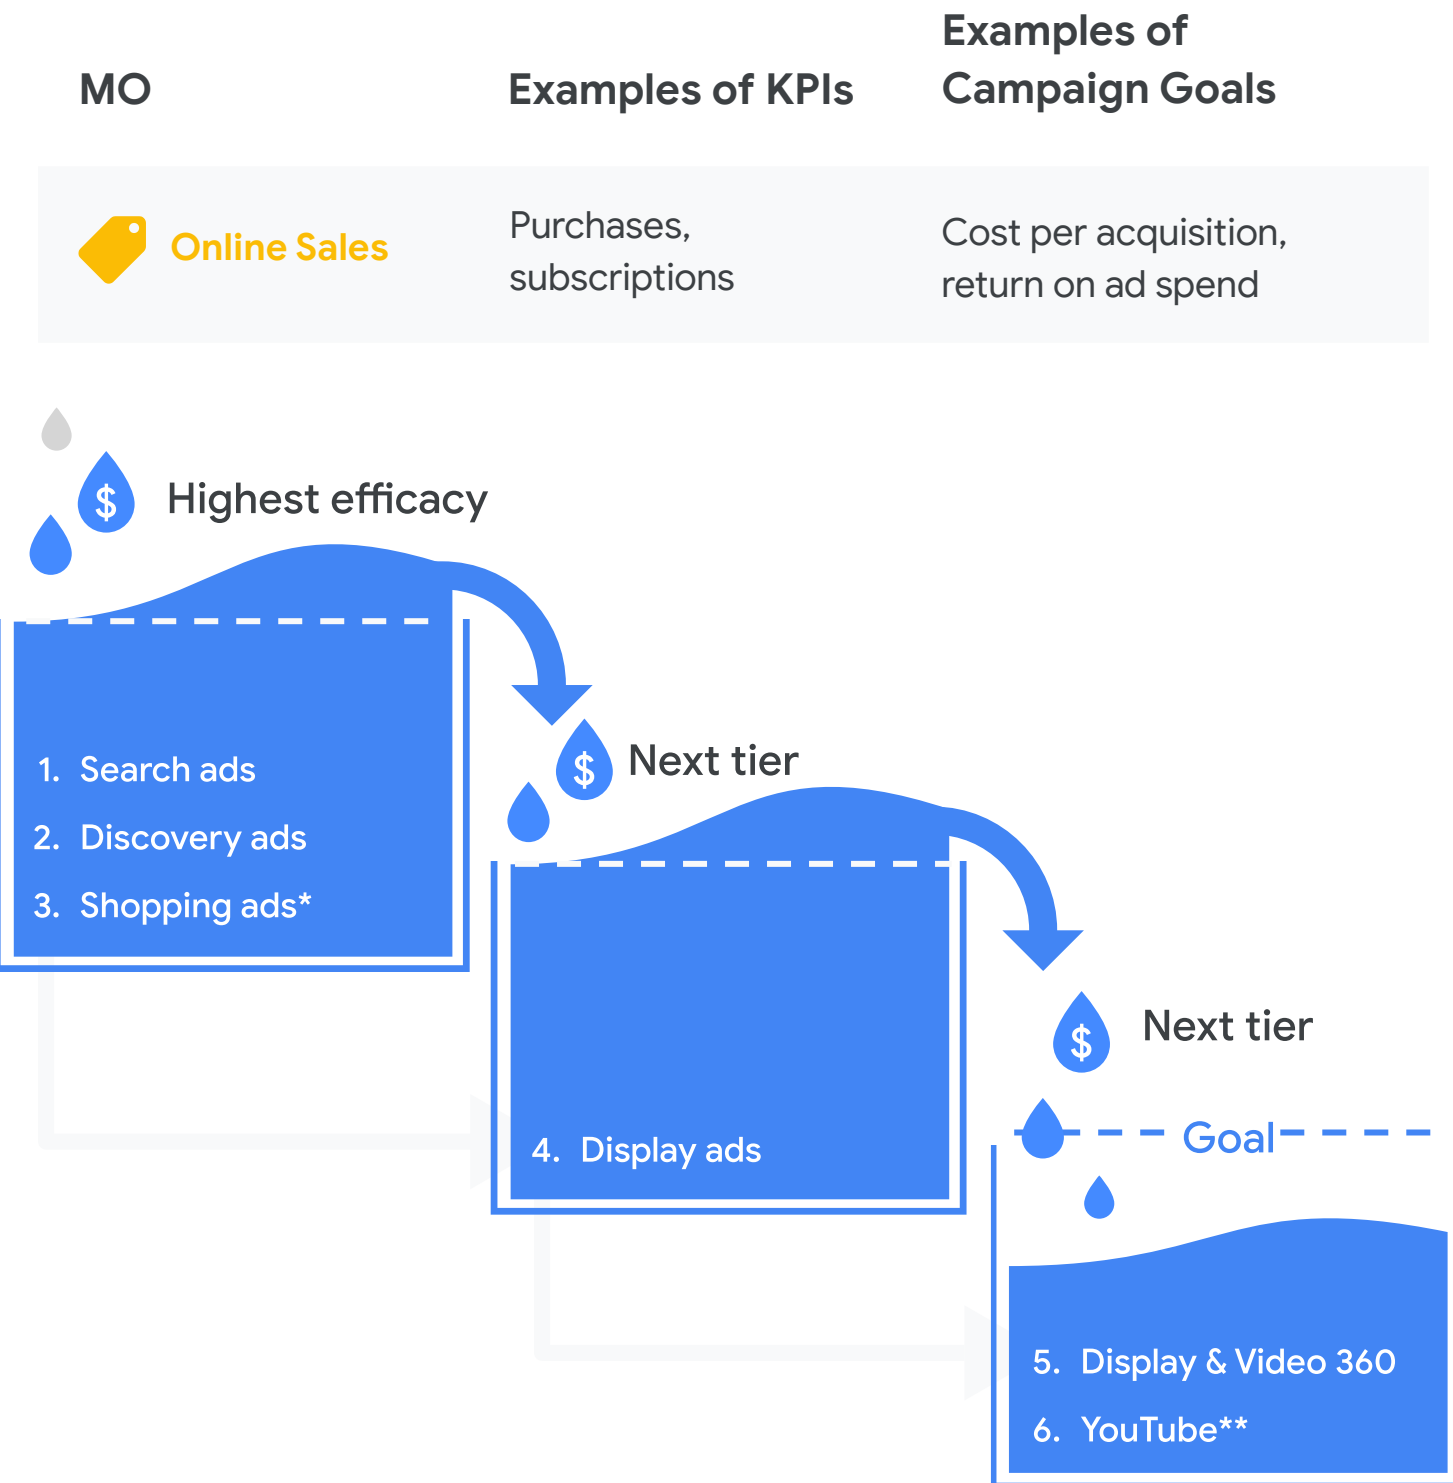 MO
Examples of KPIs
Examples of
Campaign Goals
Online Sales
Purchases,
subscriptions
Cost per acquisition,
return on ad spend
$
Highest efficacy
1. Search ads
2. Discovery ads
3. Shopping ads*
$
Next tier
4. Display ads
$
Next tier
Goal
5. Display & Video 360
6. YouTube**